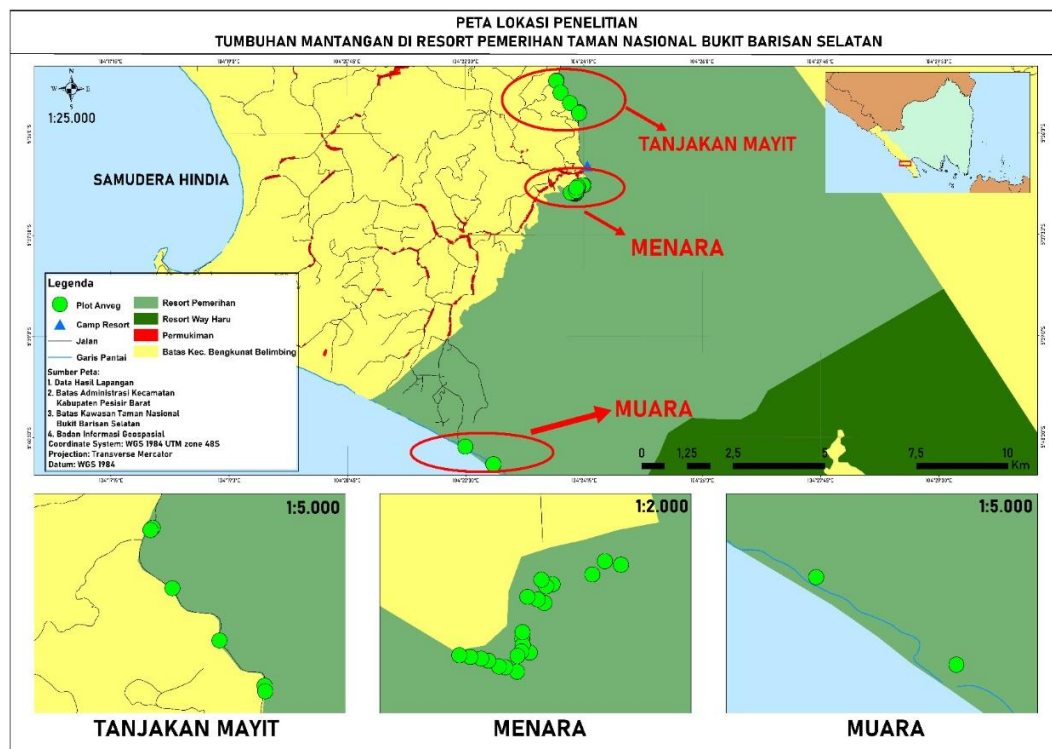 PETA LOKASI PENELITIAN
TUMBUHAN MANTANGAN DI RESORT PEMERIHAN TAMAN NASIONAL BUKIT BARISAN SELATAN
1:25.000
SAMUDERA HINDIA
TANJAKAN MAYIT
MENARA
MUARA
Legenda
Plot Anveg
Camp Resort
Jalan
Garis Pantai
Resort Pemerihan
Resort Way Haru
Permukiman
Batas Kec. Bengkunat Belimbing
Sumber Peta:
1. Data Hasil Lapangan
2. Batas Administrasi Kecamatan
Kabupaten Pesisir Barat
3. Batas Kawasan Taman Nasional
Bukit Barisan Selatan
4. Badan Informasi Geospasial
Coordinate System: WGS 1984 UTM zone 48S
Projection: Transverse Mercator
Datum: WGS 1984
0 1,25 2,5 5 7,5 10
Km
1:5.000
1:2.000
1:5.000
TANJAKAN MAYIT
MENARA
MUARA